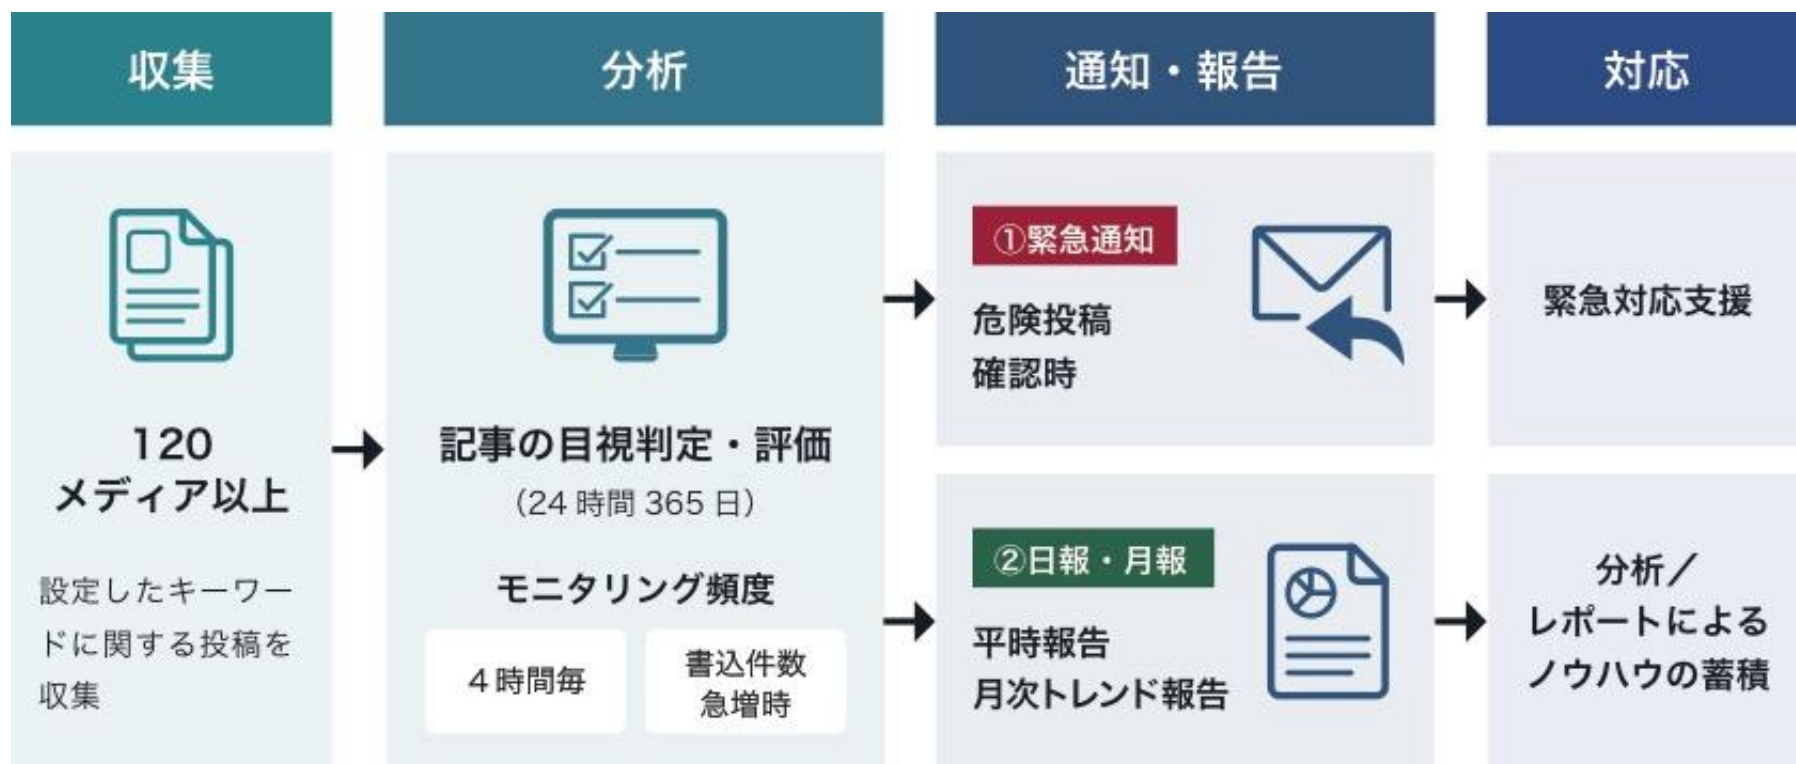 収集
分析
通知・報告
対応
120
メディア以上
設定したキーワー
ドに関する投稿を
収集
記事の目視判定・評価
（24 時間 365 日）
モニタリング頻度
4 時間毎
書込件数
急増時
①緊急通知
危険投稿
確認時
緊急対応支援
②日報・月報
平時報告
月次トレンド報告
分析／
レポートによる
ノウハウの蓄積